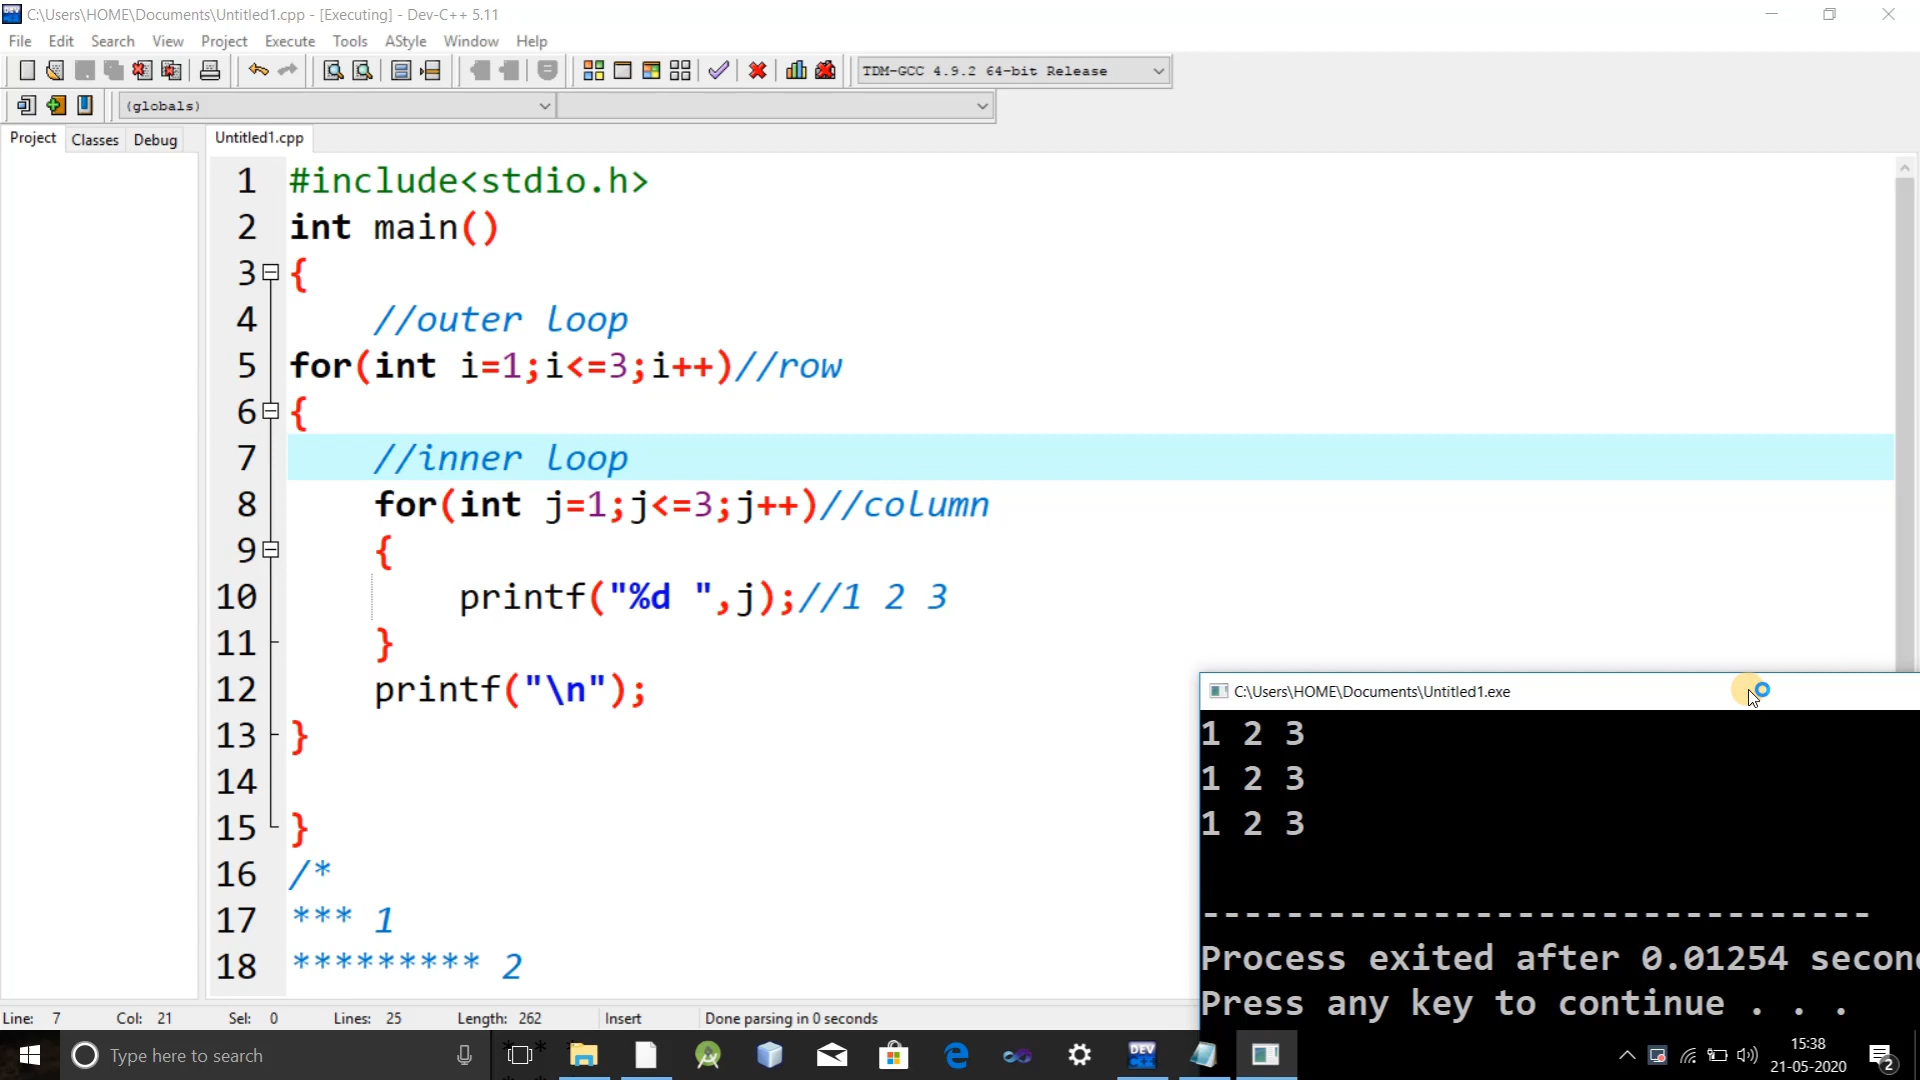 C:\Users\HOME\Documents\Untitled1.cpp - [Executing] - Dev-C++ 5.11
File Edit Search View Project Execute Tools AStyle Window Help
TDM-GCC 4.9.2 64-bit Release
(globals)
Project Classes Debug Untitled1.cpp
1 #include<stdio.h>
2 int main()
3 {
4 //outer loop
5 for(int i=1;i<=3;i++)//row
6 {
7 //inner loop
8 for(int j=1;j<=3;j++)//column
9 {
10 printf("%d ",j);//1 2 3
11 }
12 printf("\n");
13 }
14
15 }
16 /*
17 *** 1
18 ********* 2
C:\Users\HOME\Documents\Untitled1.exe
1 2 3
1 2 3
1 2 3
--------------------------------
Process exited after 0.01254 secon
Press any key to continue . . .
Line: 7 Col: 21 Sel: 0 Lines: 25 Length: 262 Insert Done parsing in 0 seconds
Type here to search
DEV
15:38
21-05-2020
2